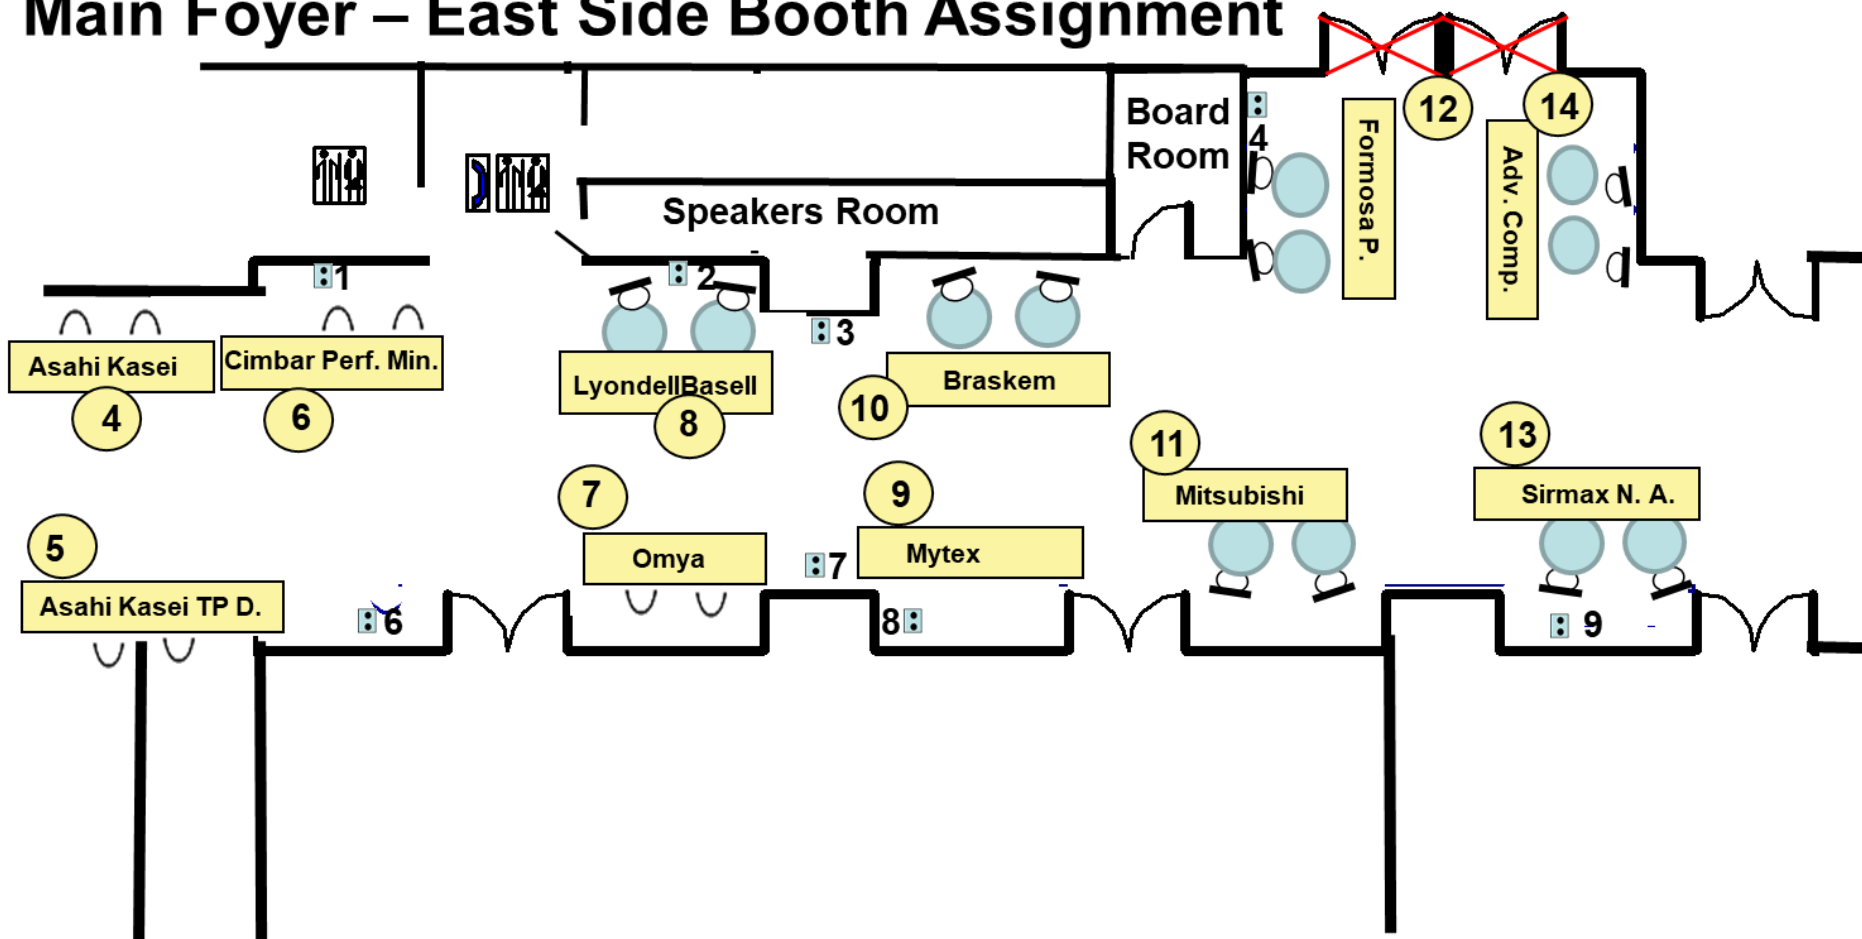 Main Foyer – East Side Booth Assignment
12
14
Board
Room
4
Formosa P.
Adv. Comp.
Speakers Room
1
2
3
Asahi Kasei
Cimbar Perf. Min.
LyondellBasell
Braskem
4
6
8
10
11
13
7
9
Mitsubishi
Sirmax N. A.
5
Omya
7
Mytex
Asahi Kasei TP D.
6
8
9